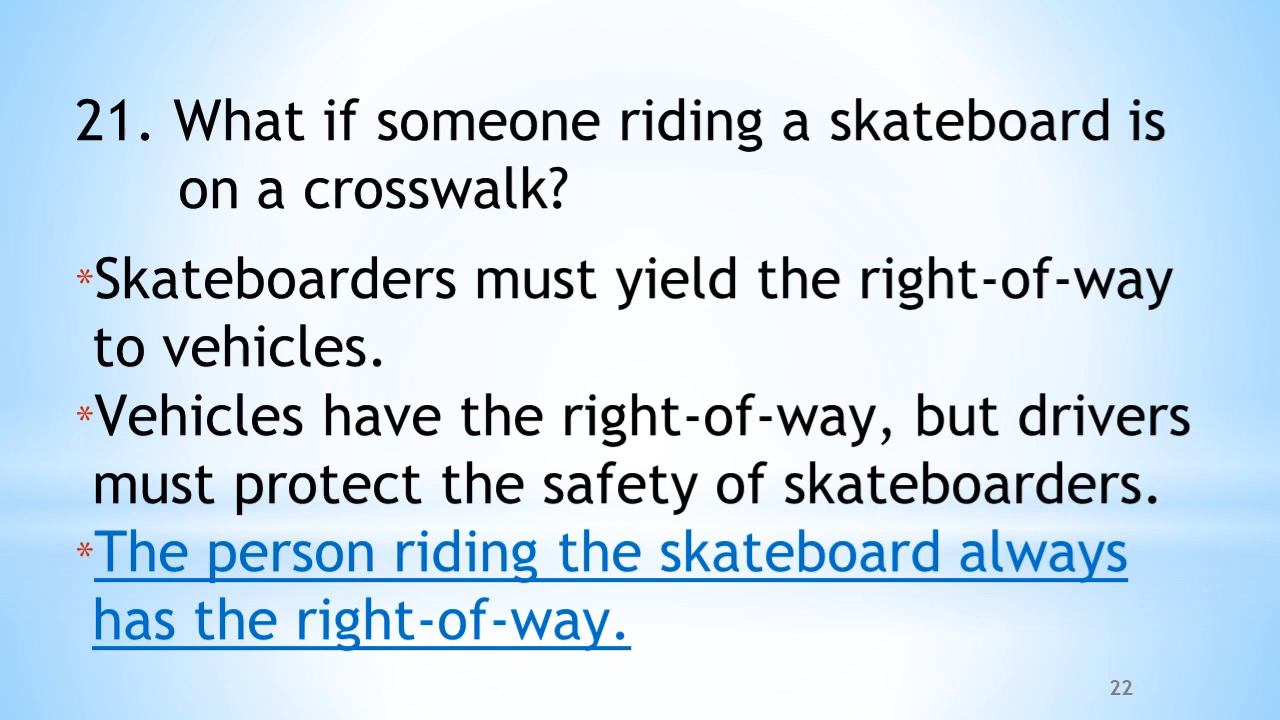 21. What if someone riding a skateboard is
on a crosswalk?
*Skateboarders must yield the right-of-way
to vehicles.
*Vehicles have the right-of-way, but drivers
must protect the safety of skateboarders.
*The person riding the skateboard always
has the right-of-way.
22